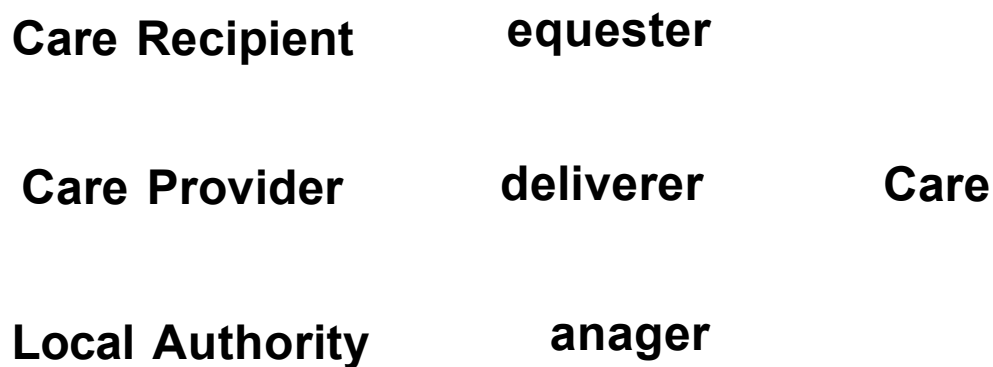 Care Recipient equester
Care Provider deliverer Care
Local Authority anager